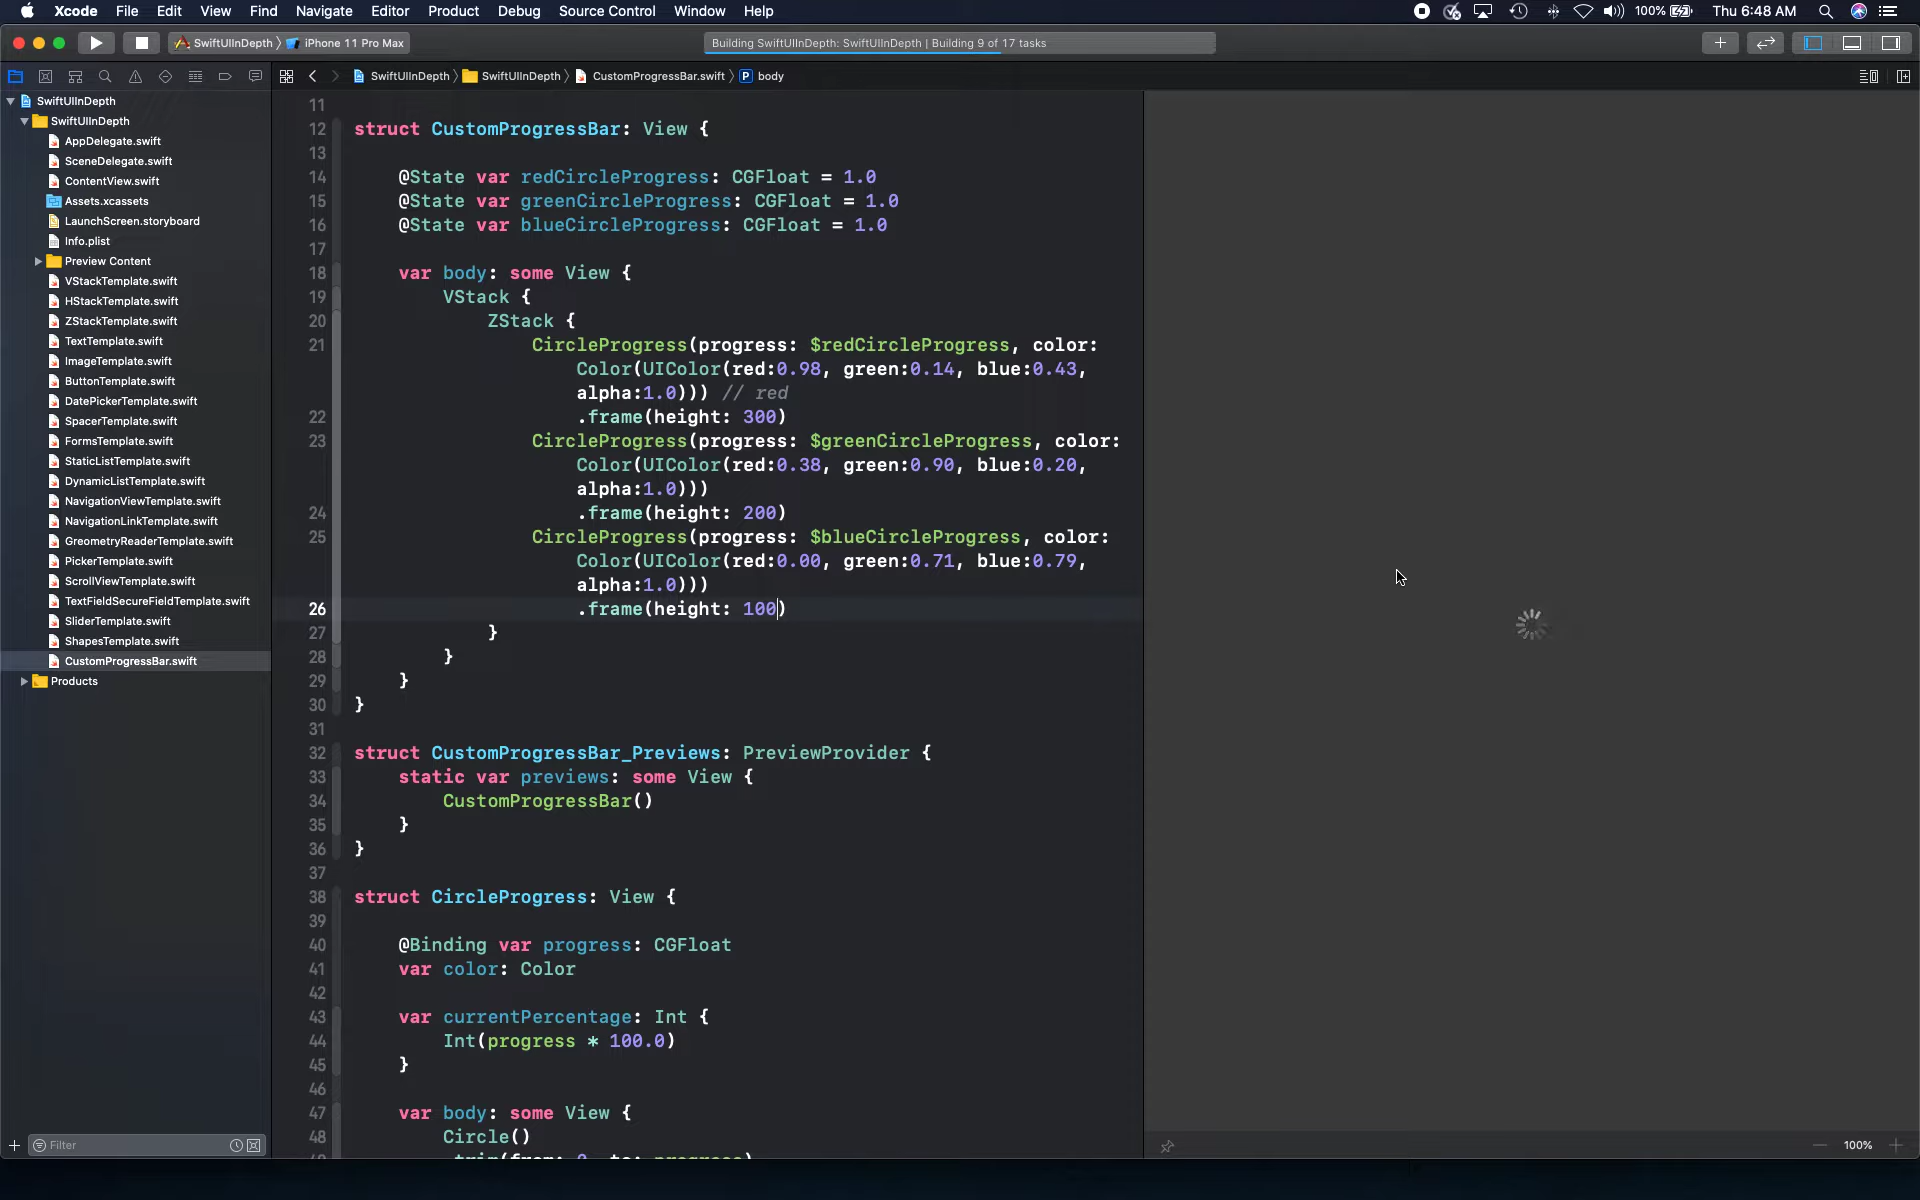 Xcode File Edit View Find Navigate Editor Product Debug Source Control Window Help 100% Thu 6:48 AM
SwiftUIInDepth iPhone 11 Pro Max Building SwiftUIInDepth: SwiftUIInDepth | Building 9 of 17 tasks
SwiftUIInDepth SwiftUIInDepth CustomProgressBar.swift P body
SwiftUIInDepth
SwiftUIInDepth
AppDelegate.swift
SceneDelegate.swift
ContentView.swift
Assets.xcassets
LaunchScreen.storyboard
Info.plist
Preview Content
VStackTemplate.swift
HStackTemplate.swift
ZStackTemplate.swift
TextTemplate.swift
ImageTemplate.swift
ButtonTemplate.swift
DatePickerTemplate.swift
SpacerTemplate.swift
FormsTemplate.swift
StaticListTemplate.swift
DynamicListTemplate.swift
NavigationViewTemplate.swift
NavigationLinkTemplate.swift
GreometryReaderTemplate.swift
PickerTemplate.swift
ScrollViewTemplate.swift
TextFieldSecureFieldTemplate.swift
SliderTemplate.swift
ShapesTemplate.swift
CustomProgressBar.swift
Products
Filter
11
12 struct CustomProgressBar: View {
13
14 @State var redCircleProgress: CGFloat = 1.0
15 @State var greenCircleProgress: CGFloat = 1.0
16 @State var blueCircleProgress: CGFloat = 1.0
17
18 var body: some View {
19 VStack {
20 ZStack {
21 CircleProgress(progress: $redCircleProgress, color:
Color(UIColor(red:0.98, green:0.14, blue:0.43,
alpha:1.0))) // red
22 .frame(height: 300)
23 CircleProgress(progress: $greenCircleProgress, color:
Color(UIColor(red:0.38, green:0.90, blue:0.20,
alpha:1.0)))
24 .frame(height: 200)
25 CircleProgress(progress: $blueCircleProgress, color:
Color(UIColor(red:0.00, green:0.71, blue:0.79,
alpha:1.0)))
26 .frame(height: 100)
27 }
28 }
29 }
30 }
31
32 struct CustomProgressBar_Previews: PreviewProvider {
33 static var previews: some View {
34 CustomProgressBar()
35 }
36 }
37
38 struct CircleProgress: View {
39
40 @Binding var progress: CGFloat
41 var color: Color
42
43 var currentPercentage: Int {
44 Int(progress * 100.0)
45 }
46
47 var body: some View {
48 Circle()
100%